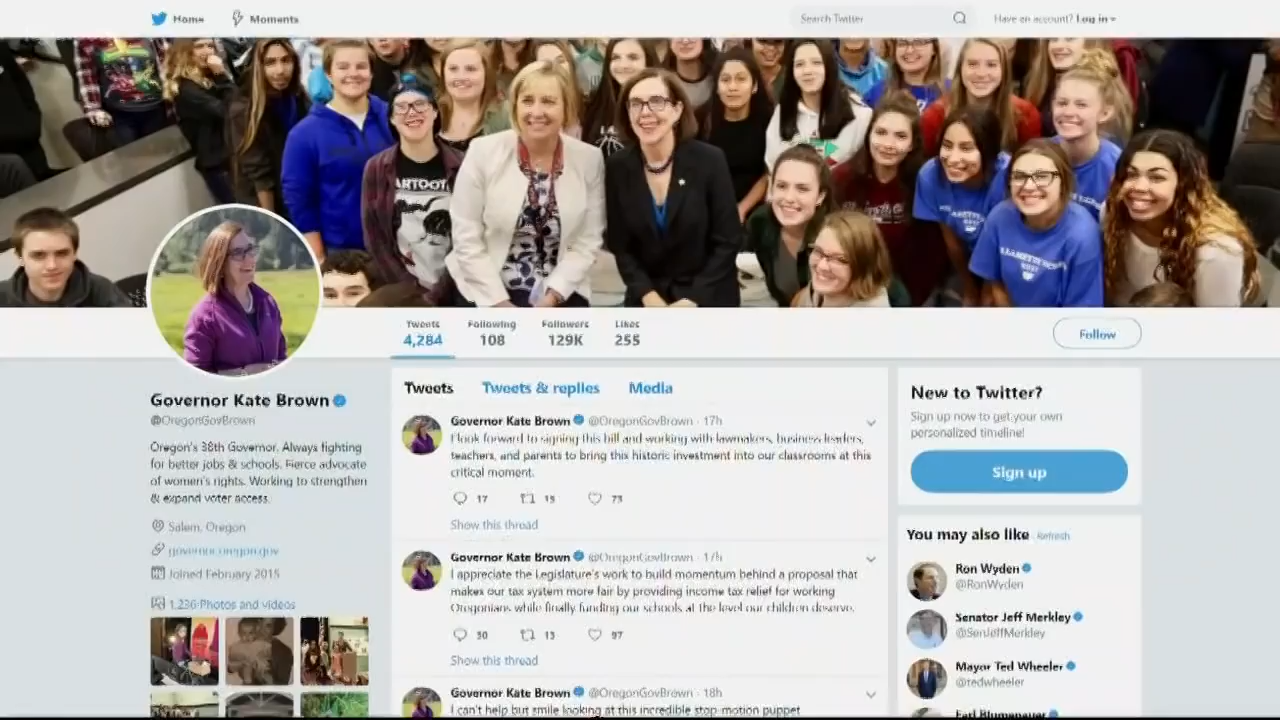 Home
Moments
Search Twitter
Have an account? Log in
Tweets
4,284
Following
108
Followers
129K
Likes
255
Follow
Governor Kate Brown
@OregonGovBrown
Oregon's 38th Governor. Always fighting
for better jobs & schools. Fierce advocate
of women's rights. Working to strengthen
& expand voter access.
Salem, Oregon
governor.oregon.gov
Joined February 2015
1,236 Photos and videos
Tweets Tweets & replies Media
Governor Kate Brown @OregonGovBrown · 17h
I look forward to signing this bill and working with lawmakers, business leaders,
teachers, and parents to bring this historic investment into our classrooms at this
critical moment.
17 15 73
Show this thread
Governor Kate Brown @OregonGovBrown · 17h
I appreciate the Legislature's work to build momentum behind a proposal that
makes our tax system more fair by providing income tax relief for working
Oregonians while finally funding our schools at the level our children deserve.
30 13 97
Show this thread
Governor Kate Brown @OregonGovBrown · 18h
I can't help but smile looking at this incredible stop-motion puppet
New to Twitter?
Sign up now to get your own
personalized timeline!
Sign up
You may also like · Refresh
Ron Wyden
@RonWyden
Senator Jeff Merkley
@SenJeffMerkley
Mayor Ted Wheeler
@tedwheeler
Earl Blumenauer